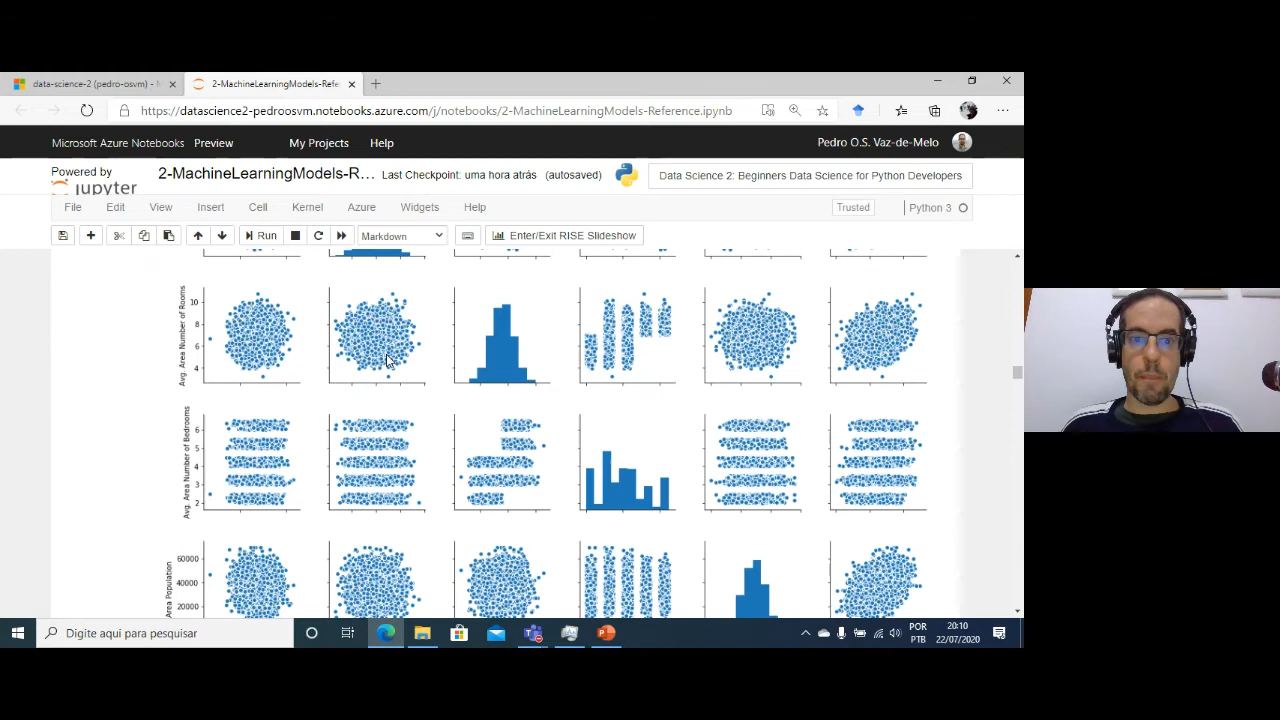 data-science-2 (pedro-osvm) - M
2-MachineLearningModels-Refe
https://datascience2-pedroosvm.notebooks.azure.com/j/notebooks/2-MachineLearningModels-Reference.ipynb
Microsoft Azure Notebooks Preview My Projects Help Pedro O.S. Vaz-de-Melo
Powered by
jupyter
2-MachineLearningModels-R... Last Checkpoint: uma hora atrás (autosaved) Data Science 2: Beginners Data Science for Python Developers
File Edit View Insert Cell Kernel Azure Widgets Help Trusted Python 3
Run Markdown Enter/Exit RISE Slideshow
Avg. Area Number of Rooms
10
8
6
4
Avg. Area Number of Bedrooms
6
5
4
3
2
Area Population
60000
40000
20000
Digite aqui para pesquisar
POR
PTB
20:10
22/07/2020